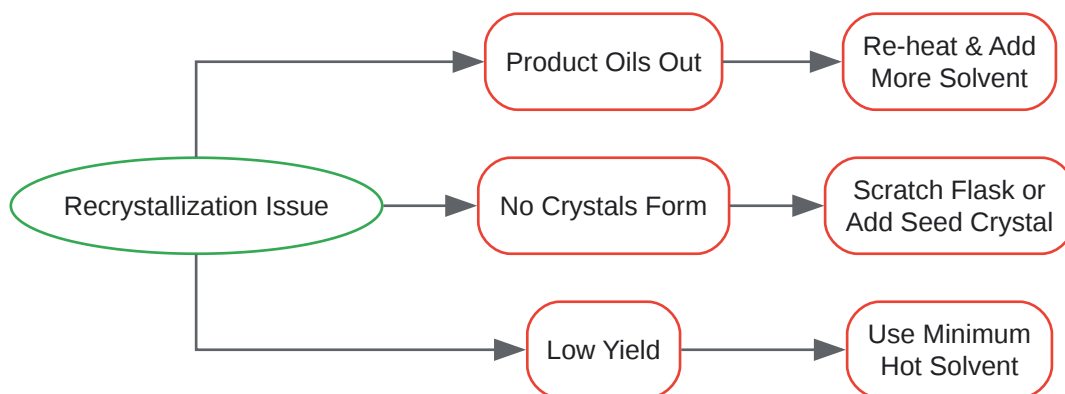 Product Oils Out
Re-heat & Add
More Solvent
Recrystallization Issue
No Crystals Form
Scratch Flask or
Add Seed Crystal
Low Yield
Use Minimum
Hot Solvent